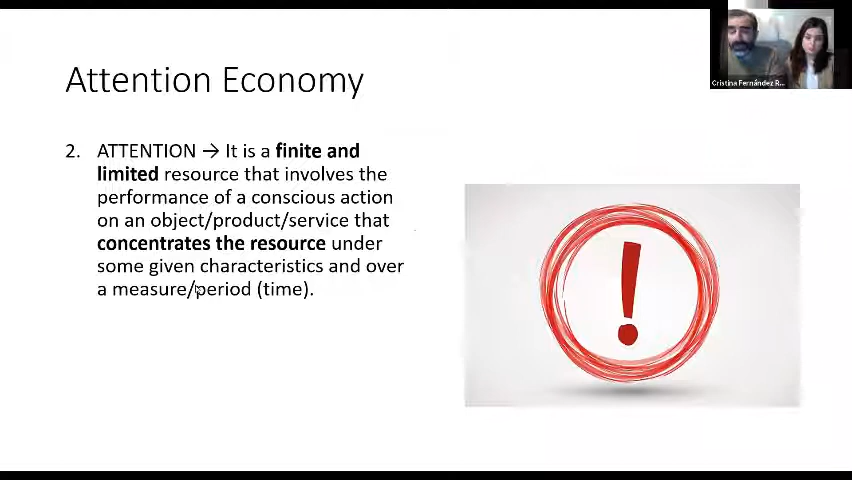 Cristina Fernández R...
Attention Economy
2. ATTENTION → It is a finite and
limited resource that involves the
performance of a conscious action
on an object/product/service that
concentrates the resource under
some given characteristics and over
a measure/period (time).